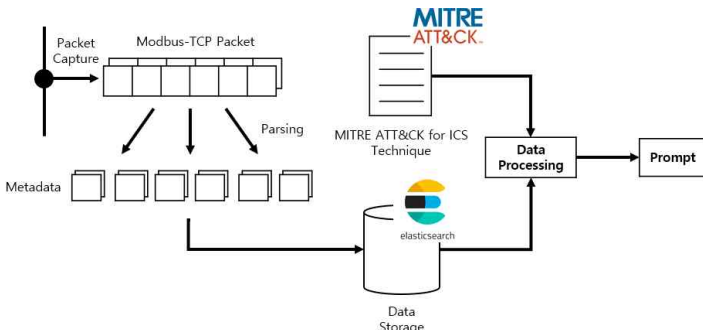 Packet
Capture
Modbus-TCP Packet
Parsing
Metadata
MITRE
ATT&CK
MITRE ATT&CK for ICS
Technique
Data
Processing
Prompt
elasticsearch
Data
Storage